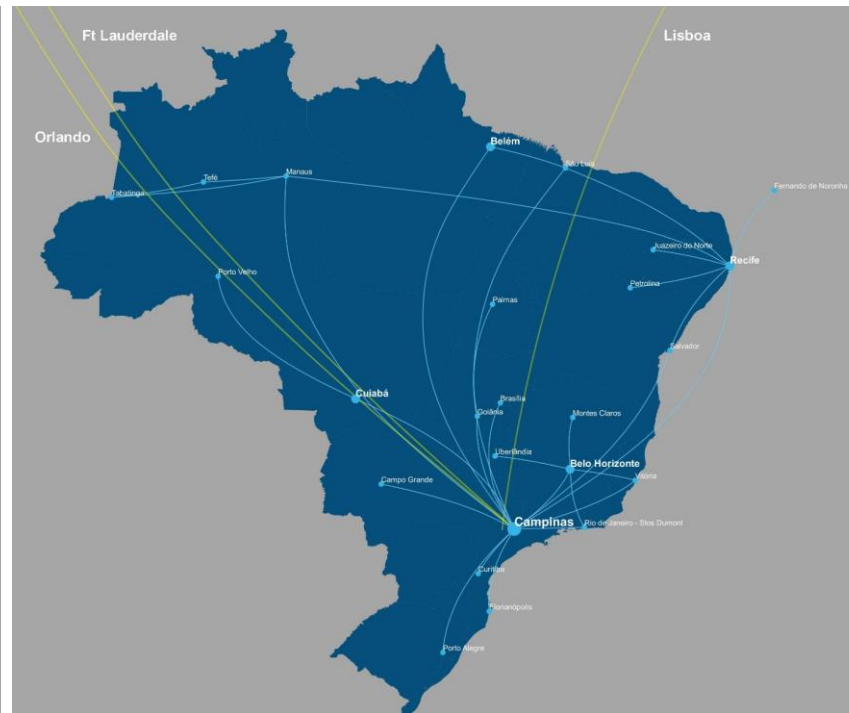 Ft Lauderdale
Lisboa
Orlando
Belém
São Luís
Manaus
Tefé
Fernando de Noronha
Tabatinga
Juazeiro do Norte
Recife
Porto Velho
Petrolina
Palmas
Salvador
Cuiabá
Brasília
Goiânia
Montes Claros
Uberlândia
Belo Horizonte
Vitória
Campo Grande
Campinas
Rio de Janeiro - Stos Dumont
Curitiba
Florianópolis
Porto Alegre